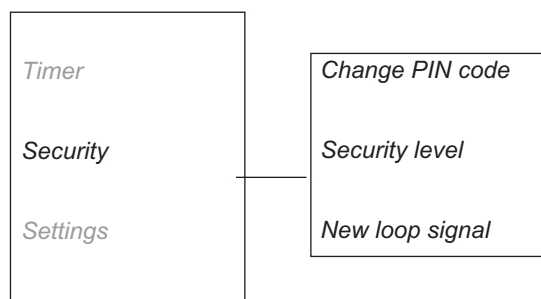 Timer
Security
Settings
Change PIN code
Security level
New loop signal